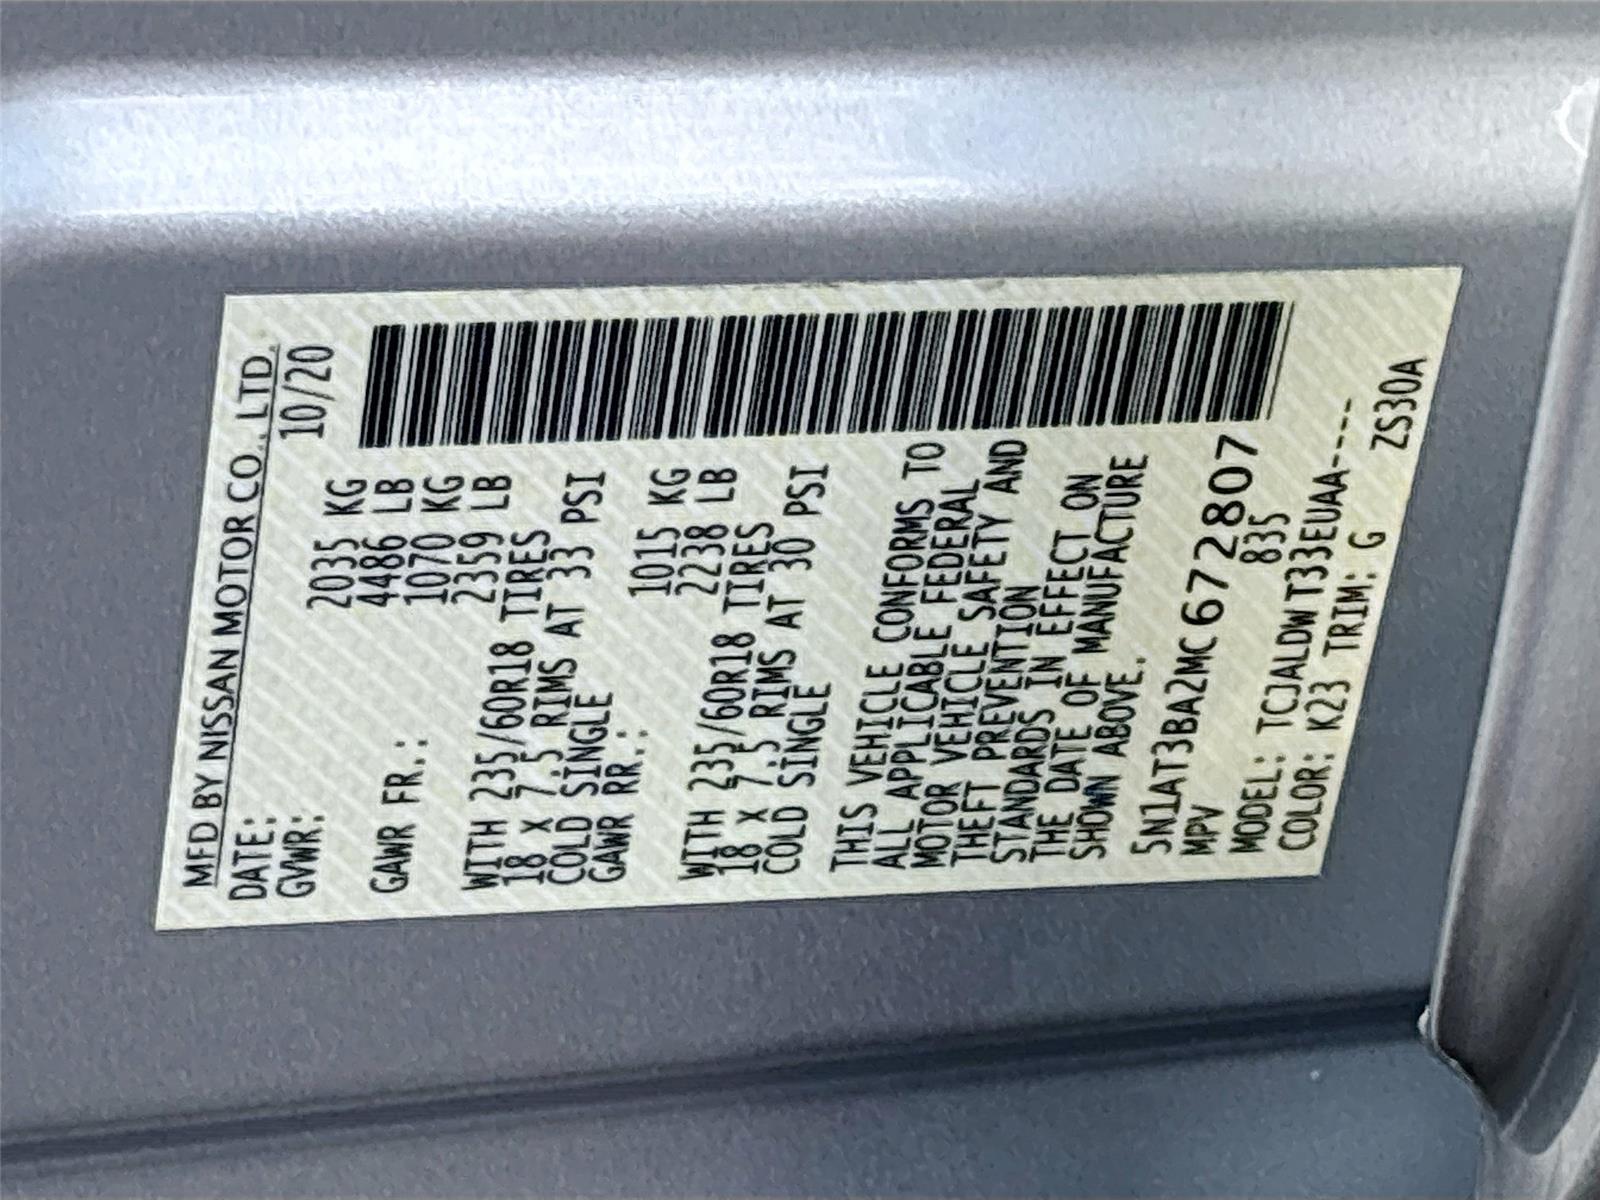 MFD BY NISSAN MOTOR CO., LTD.
DATE: 10/20
GVWR: 2035 KG
4486 LB
GAWR FR.: 1070 KG
2359 LB
WITH 235/60R18 TIRES
18 X 7.5 RIMS AT 33 PSI
COLD SINGLE
GAWR RR.: 1015 KG
2238 LB
WITH 235/60R18 TIRES
18 X 7.5 RIMS AT 30 PSI
COLD SINGLE
THIS VEHICLE CONFORMS TO
ALL APPLICABLE FEDERAL
MOTOR VEHICLE SAFETY AND
THEFT PREVENTION
STANDARDS IN EFFECT ON
THE DATE OF MANUFACTURE
SHOWN ABOVE.
5N1AT3BA2MC672807
MPV 835
MODEL: TCJALDWT33EUAA----
COLOR: K23 TRIM: G ZS30A